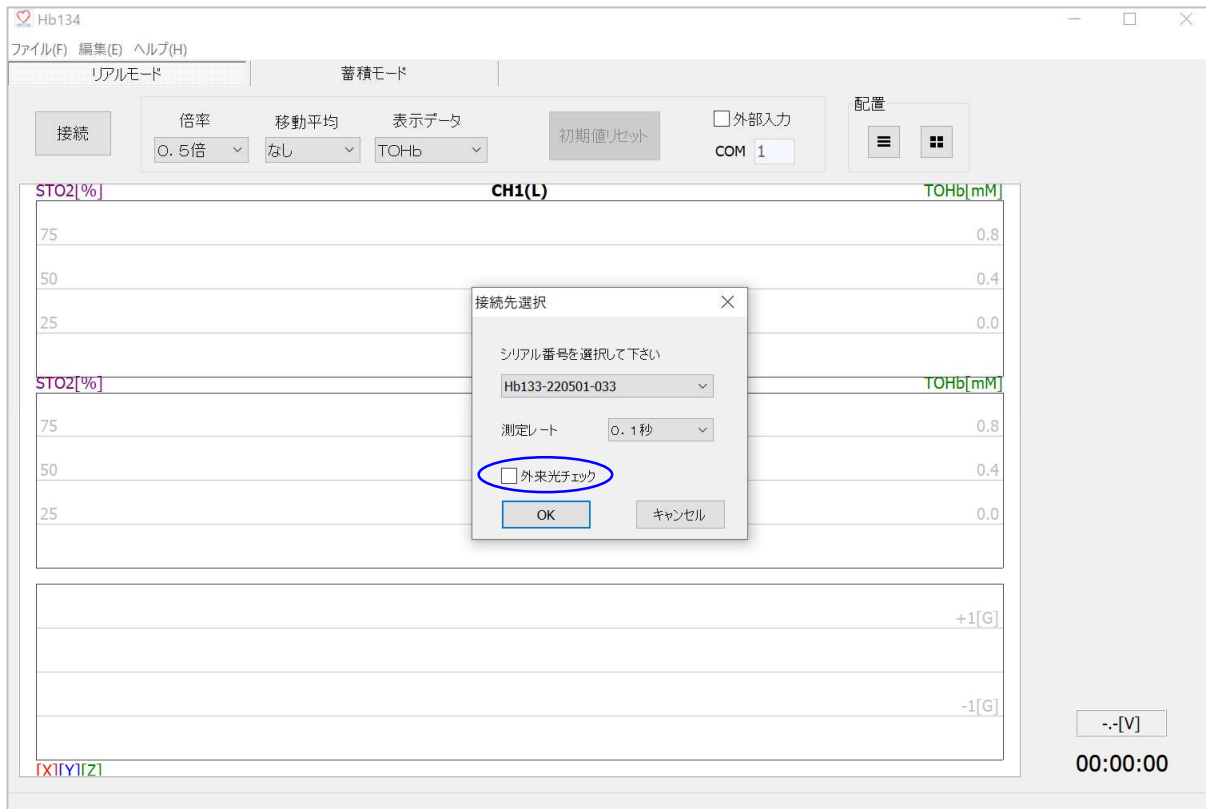 Hb134
ファイル(F) 編集(E) ヘルプ(H)
リアルモード 蓄積モード
接続
倍率 移動平均 表示データ
０．５倍 なし TOHb
初期値リセット
外部入力
COM 1
配置
STO2[%] CH1(L) TOHb[mM]
75 0.8
50 0.4
25 0.0
STO2[%] TOHb[mM]
75 0.8
50 0.4
25 0.0
接続先選択
シリアル番号を選択して下さい
Hb133-220501-033
測定レート ０．１秒
外来光チェック
OK キャンセル
+1[G]
-1[G]
[X][Y][Z]
-.-[V]
00:00:00